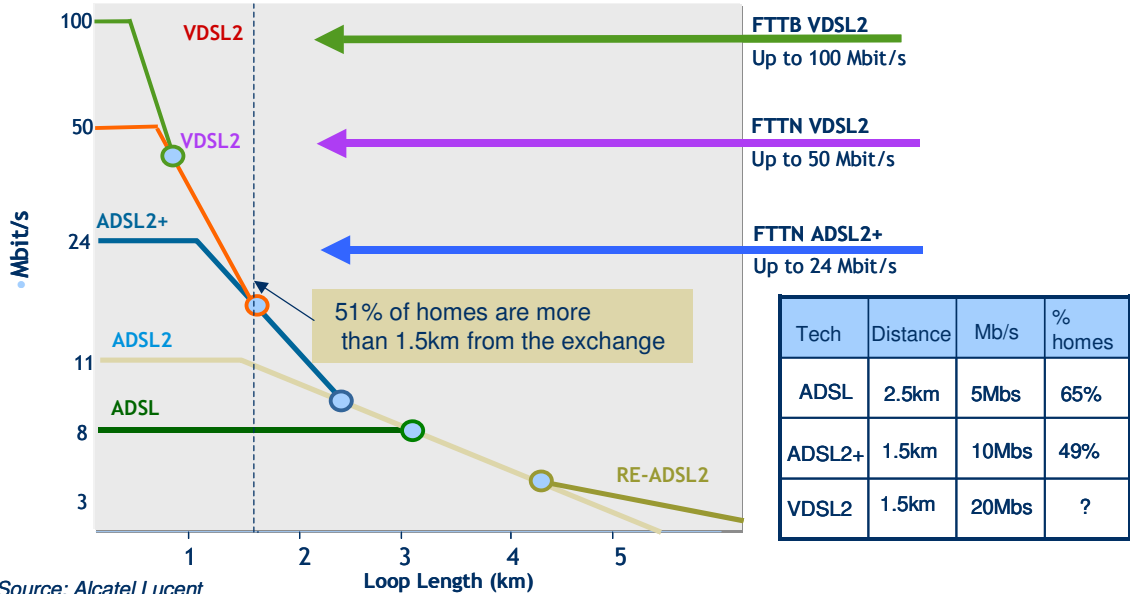 100
VDSL2
FTTB VDSL2
Up to 100 Mbit/s
50
VDSL2
FTTN VDSL2
Up to 50 Mbit/s
ADSL2+
24
FTTN ADSL2+
Up to 24 Mbit/s
•Mbit/s
51% of homes are more
than 1.5km from the exchange
ADSL2
11
ADSL
8
RE-ADSL2
3
1 2 3 4 5
Loop Length (km)
Source: Alcatel Lucent
Tech Distance Mb/s % homes
ADSL 2.5km 5Mbs 65%
ADSL2+ 1.5km 10Mbs 49%
VDSL2 1.5km 20Mbs ?